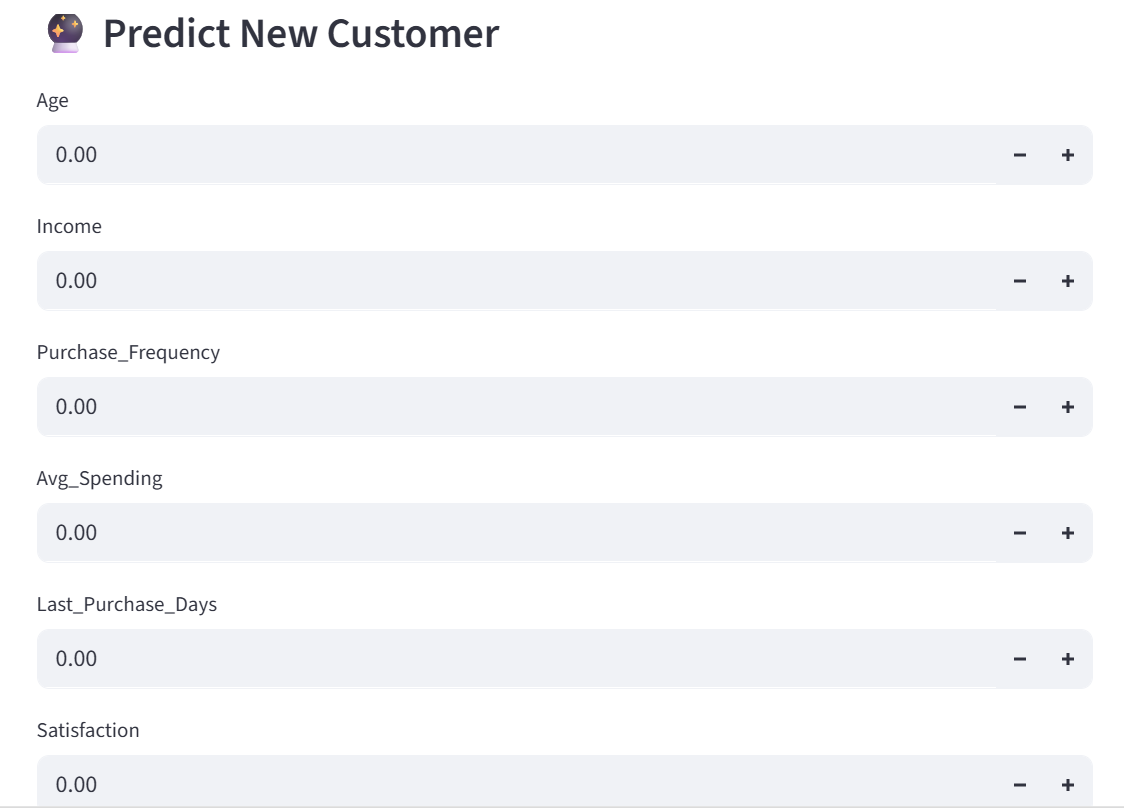 Predict New Customer
Age
0.00
Income
0.00
Purchase_Frequency
0.00
Avg_Spending
0.00
Last_Purchase_Days
0.00
Satisfaction
0.00